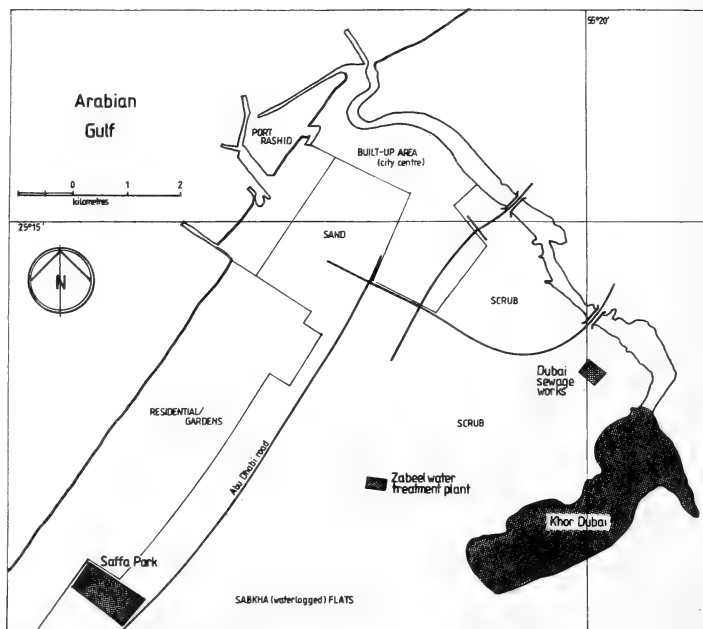 55°20'
Arabian
Gulf
PORT
RASHID
BUILT-UP AREA
(city centre)
0 1 2
kilometres
25°15'
SAND
N
SCRUB
Dubai
sewage
works
RESIDENTIAL/
GARDENS
SCRUB
Abu Dhabi road
Zabeel water
treatment plant
Khor Dubai
Saffa Park
SABKHA (waterlogged) FLATS